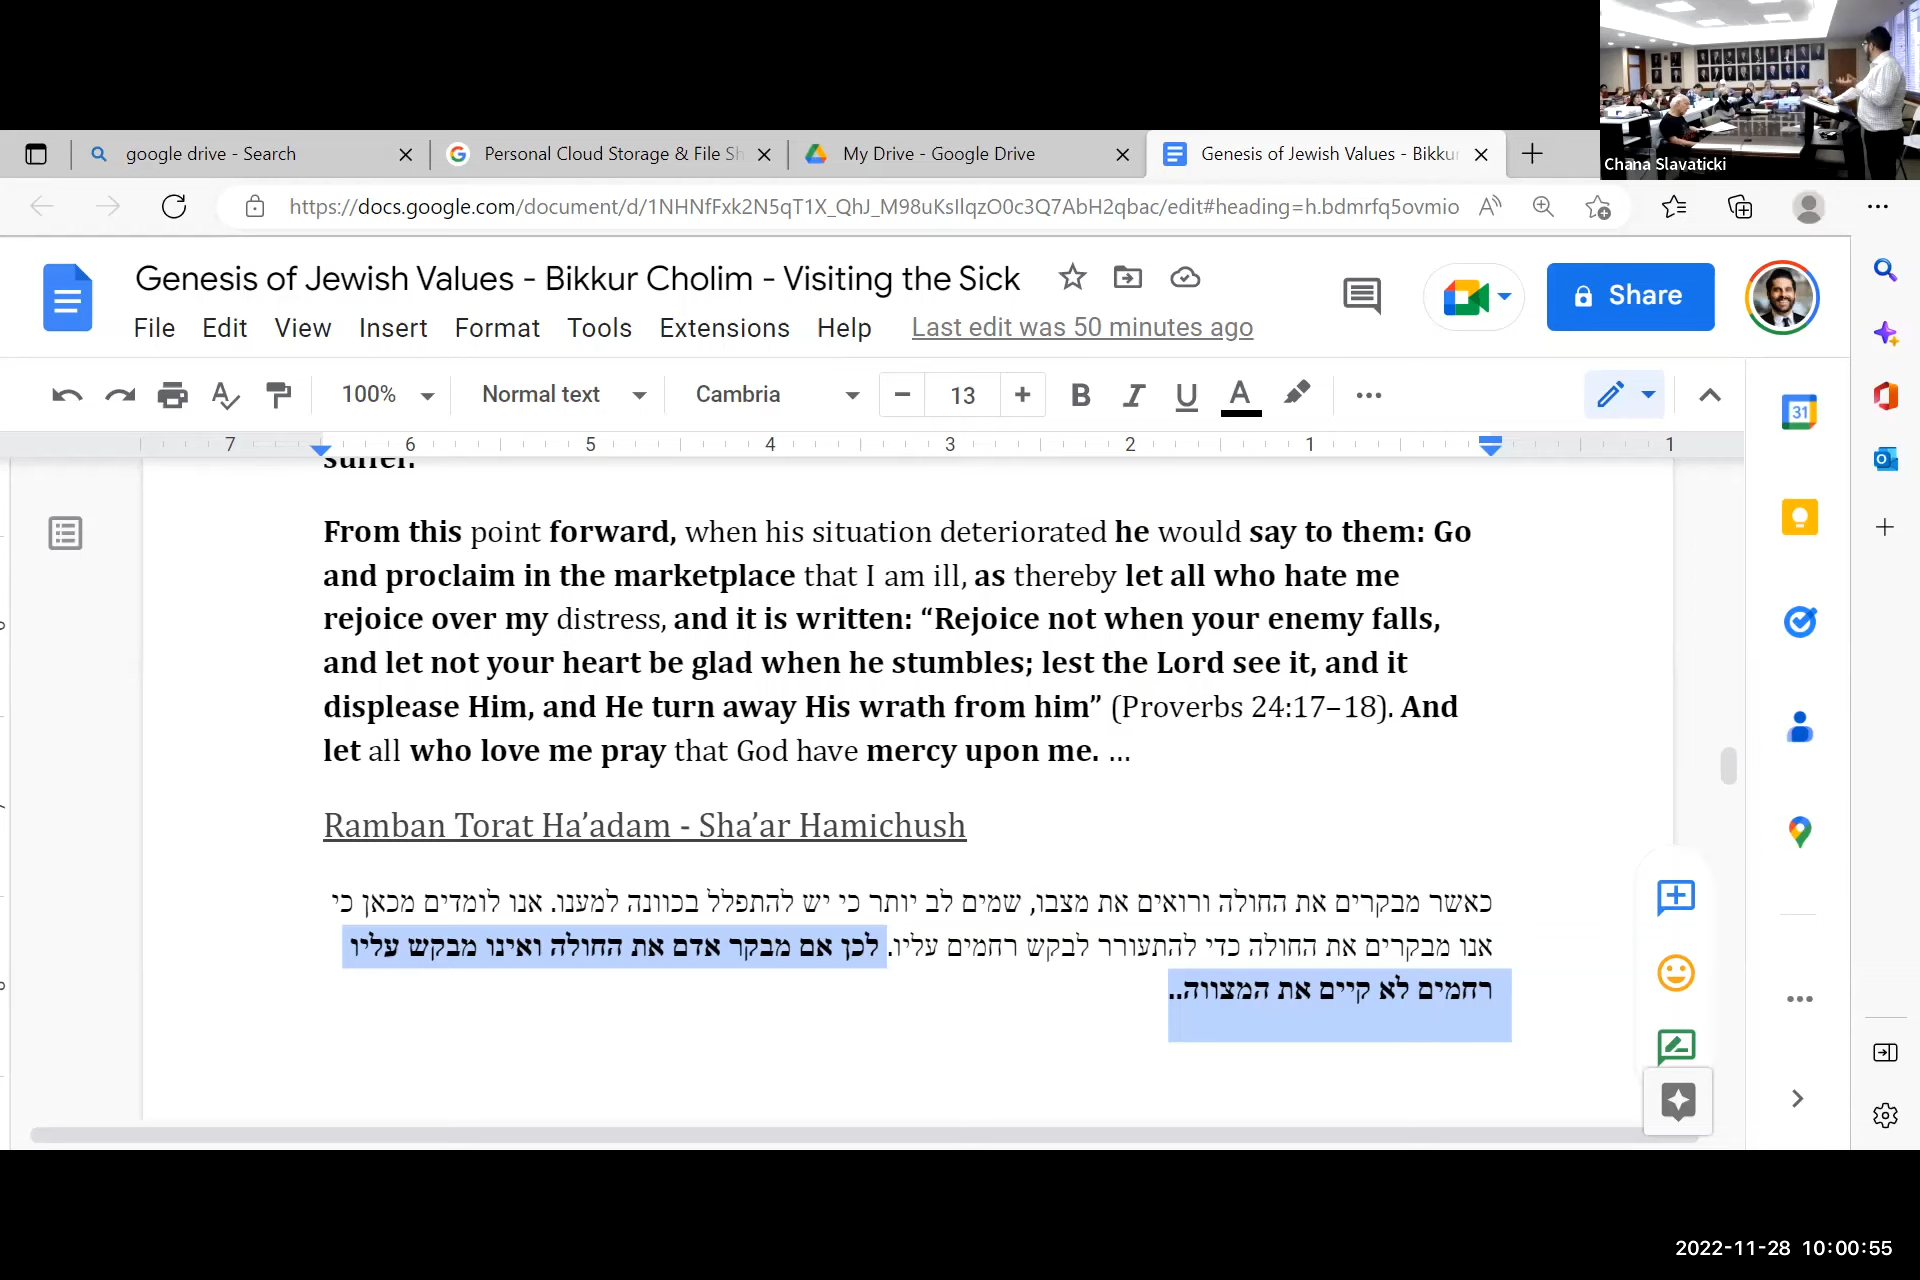 Chana Slavaticki
google drive - Search
Personal Cloud Storage & File Sh
My Drive - Google Drive
Genesis of Jewish Values - Bikku
https://docs.google.com/document/d/1NHNfFxk2N5qT1X_QhJ_M98uKsIlqzO0c3Q7AbH2qbac/edit#heading=h.bdmrfq5ovmio
Genesis of Jewish Values - Bikkur Cholim - Visiting the Sick
Share
File Edit View Insert Format Tools Extensions Help Last edit was 50 minutes ago
100% Normal text Cambria 13 B I U A
7 6 5 4 3 2 1 1
31
suffer.
From this point forward, when his situation deteriorated he would say to them: Go
and proclaim in the marketplace that I am ill, as thereby let all who hate me
rejoice over my distress, and it is written: “Rejoice not when your enemy falls,
and let not your heart be glad when he stumbles; lest the Lord see it, and it
displease Him, and He turn away His wrath from him” (Proverbs 24:17–18). And
let all who love me pray that God have mercy upon me. ...
Ramban Torat Ha’adam - Sha’ar Hamichush
כאשר מבקרים את החולה ורואים את מצבו, שמים לב יותר כי יש להתפלל בכוונה למענו. אנו לומדים מכאן כי
אנו מבקרים את החולה כדי להתעורר לבקש רחמים עליו. לכן אם מבקר אדם את החולה ואינו מבקש עליו
רחמים לא קיים את המצווה..
2022-11-28 10:00:55